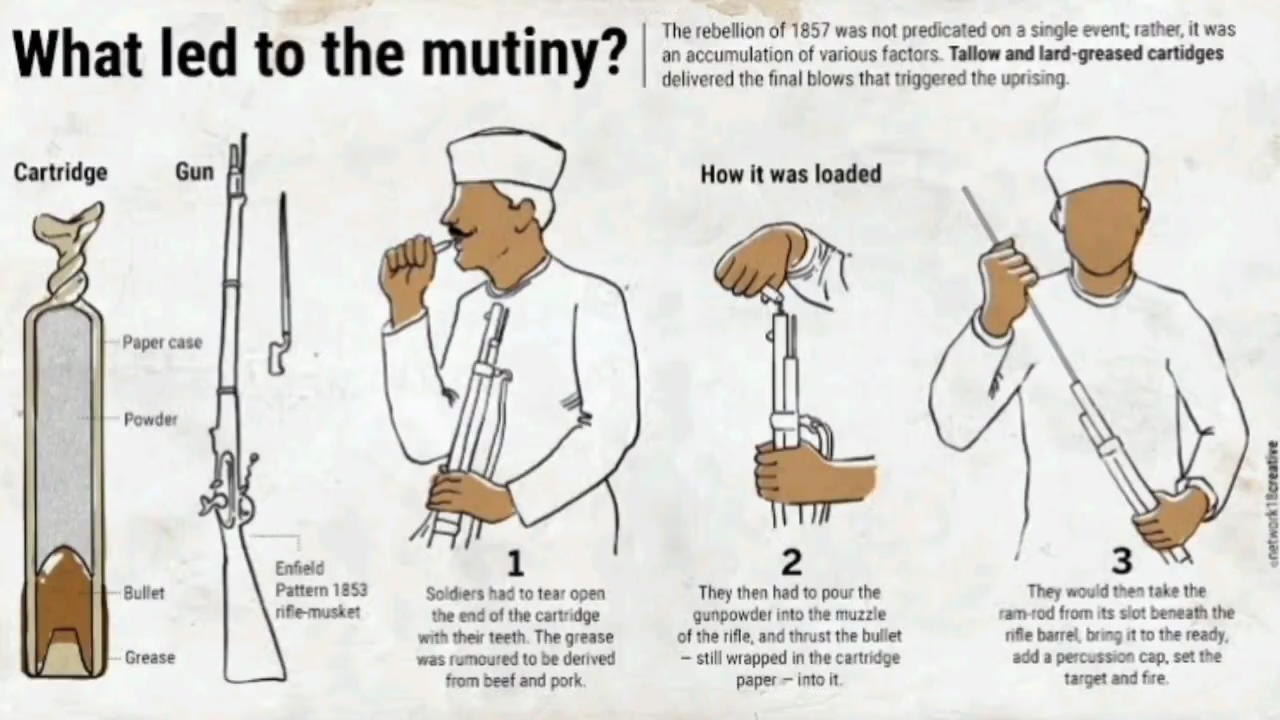 What led to the mutiny?
The rebellion of 1857 was not predicated on a single event; rather, it was
an accumulation of various factors. Tallow and lard-greased cartidges
delivered the final blows that triggered the uprising.
Cartridge
Gun
How it was loaded
Paper case
Powder
Bullet
Grease
Enfield
Pattern 1853
rifle-musket
1
Soldiers had to tear open
the end of the cartridge
with their teeth. The grease
was rumoured to be derived
from beef and pork.
2
They then had to pour the
gunpowder into the muzzle
of the rifle, and thrust the bullet
– still wrapped in the cartridge
paper – into it.
3
They would then take the
ram-rod from its slot beneath the
rifle barrel, bring it to the ready,
add a percussion cap, set the
target and fire.
network18creative